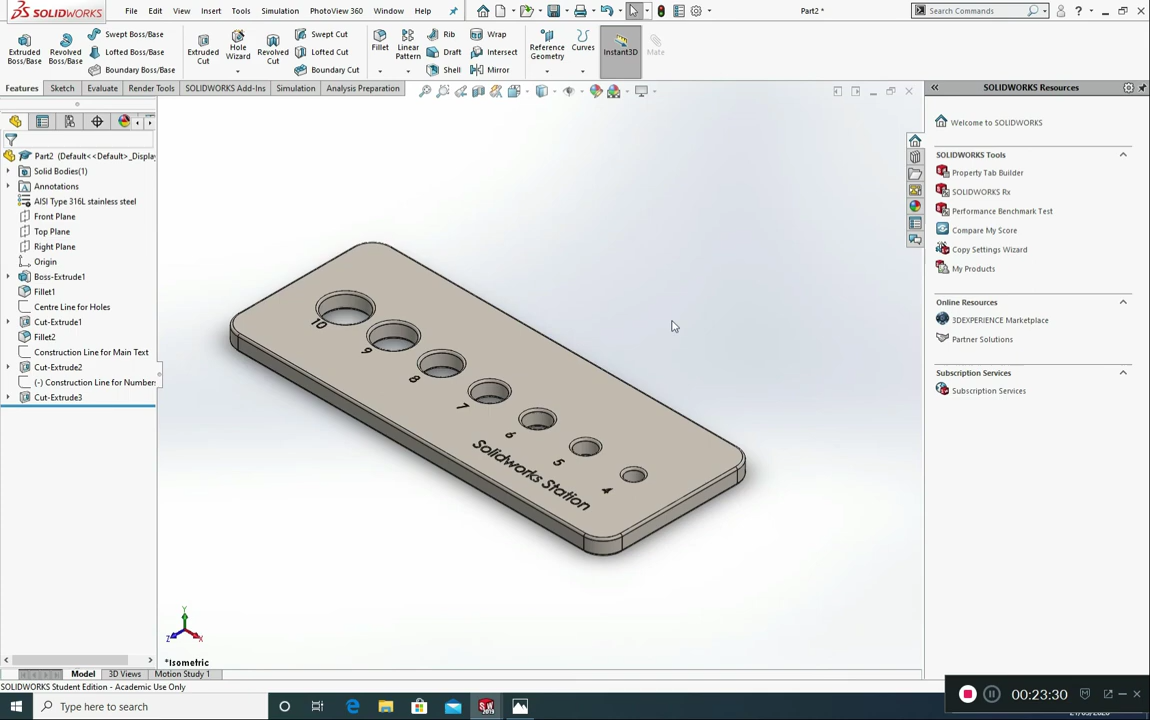 SOLIDWORKS File Edit View Insert Tools Simulation PhotoView 360 Window Help Part2 * Search Commands ?
Extruded Boss/Base
Revolved Boss/Base
Swept Boss/Base
Lofted Boss/Base
Boundary Boss/Base
Extruded Cut
Hole Wizard
Revolved Cut
Swept Cut
Lofted Cut
Boundary Cut
Fillet
Linear Pattern
Rib
Draft
Shell
Wrap
Intersect
Mirror
Reference Geometry
Curves
Instant3D
Mate
Features Sketch Evaluate Render Tools SOLIDWORKS Add-Ins Simulation Analysis Preparation
Part2 (Default<<Default>_Display
Solid Bodies(1)
Annotations
AISI Type 316L stainless steel
Front Plane
Top Plane
Right Plane
Origin
Boss-Extrude1
Fillet1
Centre Line for Holes
Cut-Extrude1
Fillet2
Construction Line for Main Text
Cut-Extrude2
(-) Construction Line for Number
Cut-Extrude3
10
9
8
7
6
5
4
Solidworks Station
Y
Z X
*Isometric
SOLIDWORKS Resources
Welcome to SOLIDWORKS
SOLIDWORKS Tools
Property Tab Builder
SOLIDWORKS Rx
Performance Benchmark Test
Compare My Score
Copy Settings Wizard
My Products
Online Resources
3DEXPERIENCE Marketplace
Partner Solutions
Subscription Services
Subscription Services
Model 3D Views Motion Study 1
SOLIDWORKS Student Edition - Academic Use Only
Type here to search
00:23:30